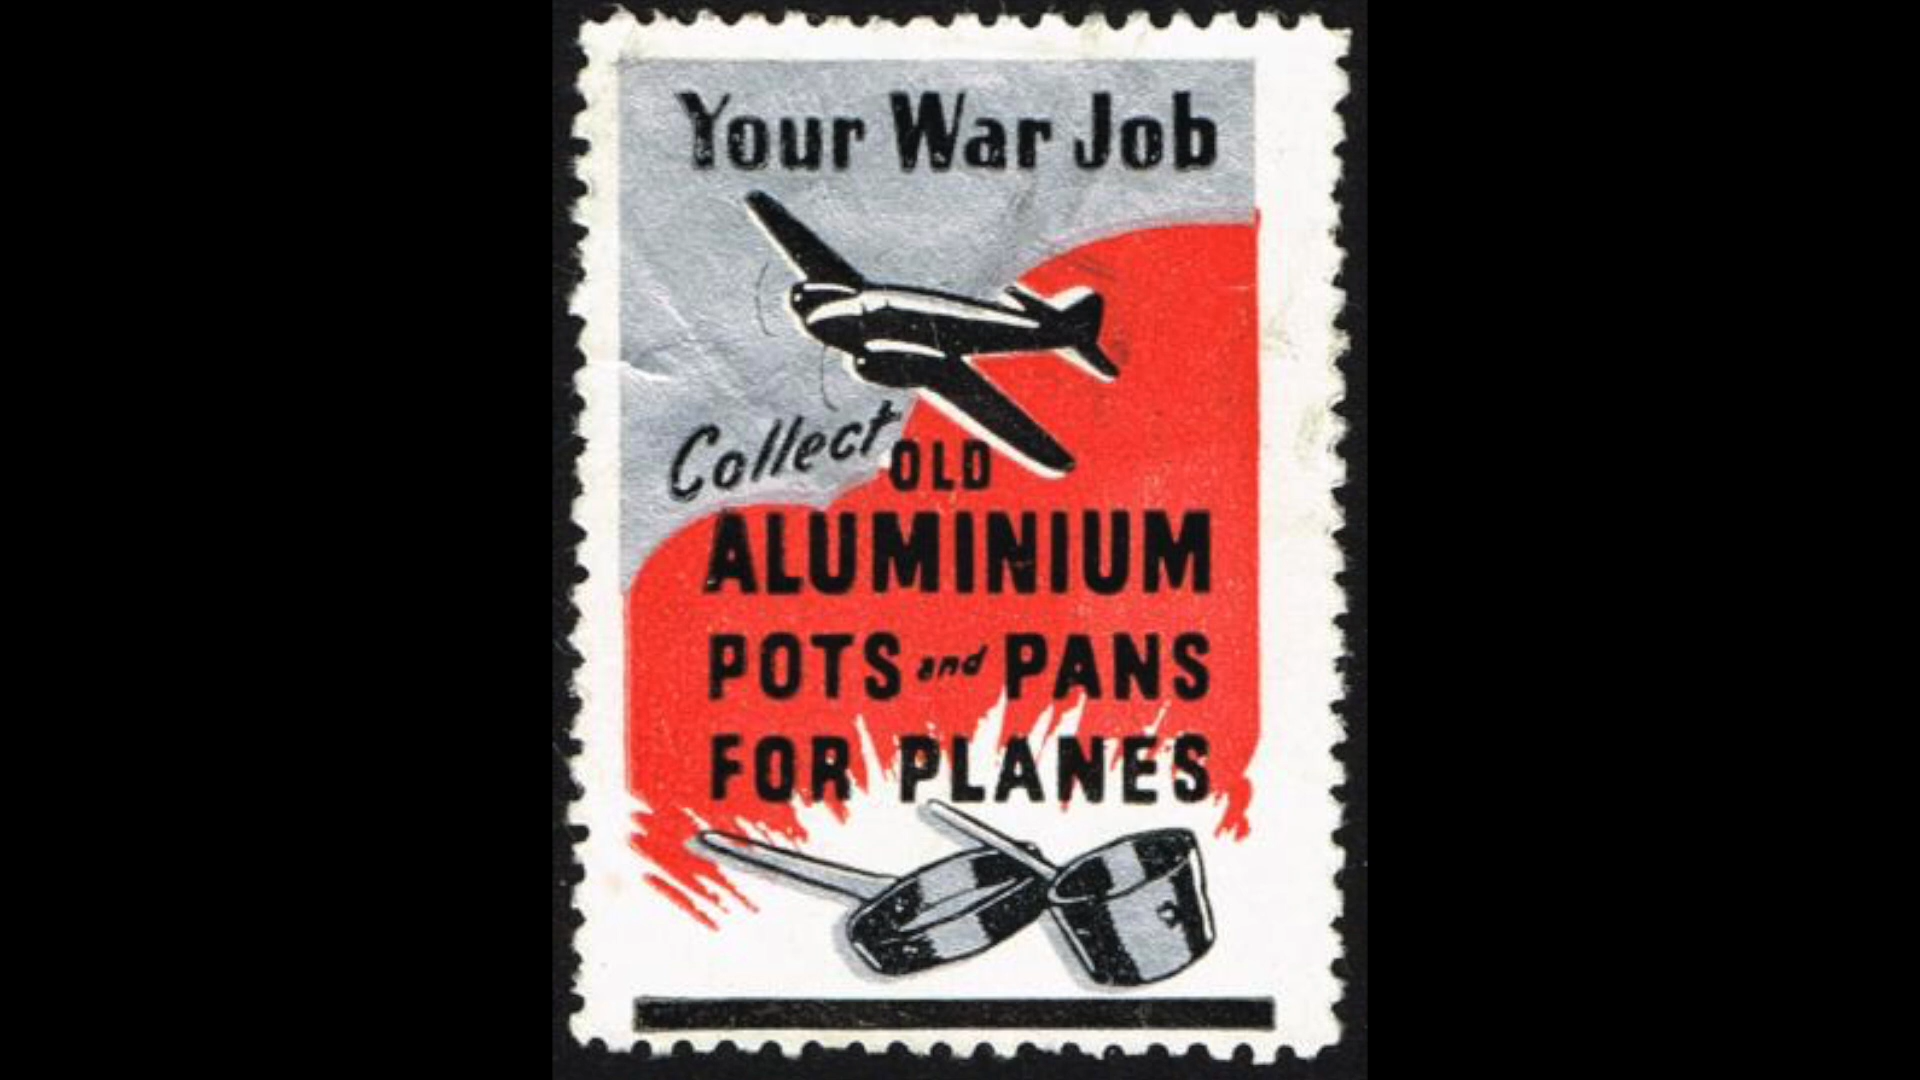 Your War Job
Collect OLD
ALUMINIUM
POTS and PANS
FOR PLANES